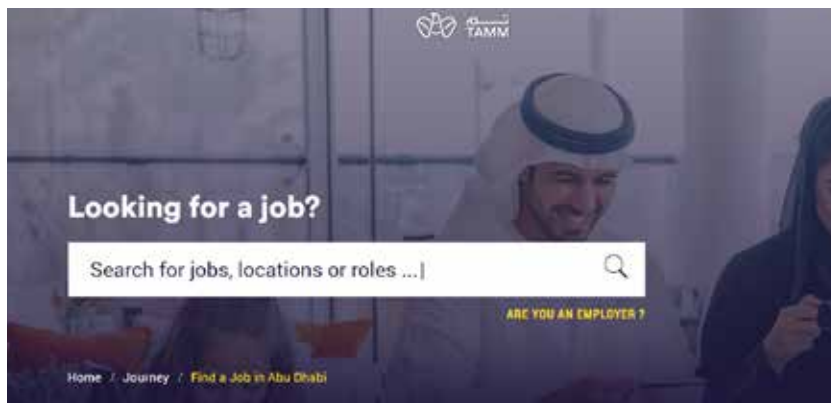 TAMM
Looking for a job?
Search for jobs, locations or roles ...|
ARE YOU AN EMPLOYER ?
Home / Journey / Find a Job in Abu Dhabi